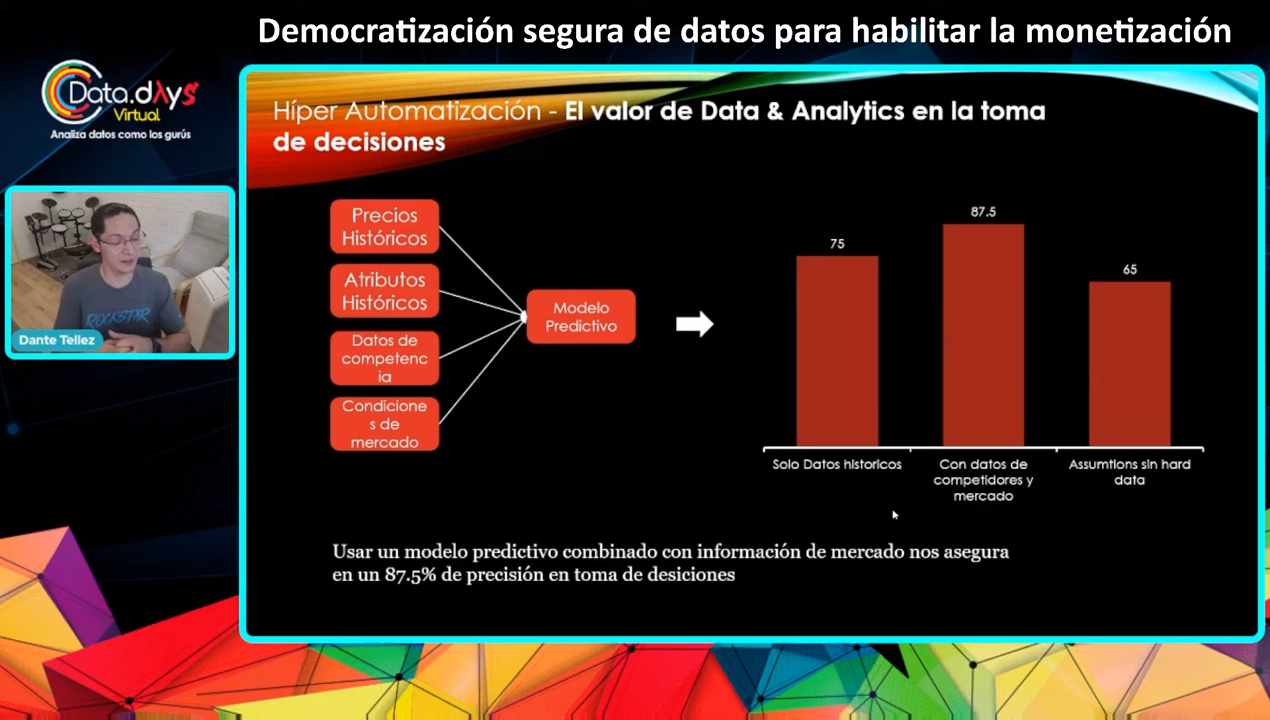 Democratización segura de datos para habilitar la monetización
Data.dλys
Virtual
Analiza datos como los gurús
Híper Automatización - El valor de Data & Analytics en la toma
de decisiones
Precios
Históricos
Atributos
Históricos
Datos de
competenc
ia
Condicione
s de
mercado
Modelo
Predictivo
75
87.5
65
Solo Datos historicos
Con datos de
competidores y
mercado
Assumtions sin hard
data
ROCKSTAR
Dante Tellez
Usar un modelo predictivo combinado con información de mercado nos asegura
en un 87.5% de precisión en toma de desiciones